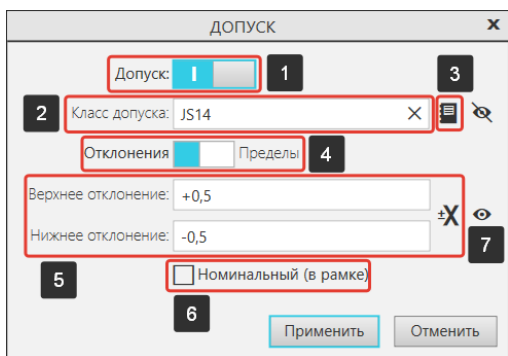 ДОПУСК x
Допуск: 1 3
2 Класс допуска: JS14
Отклонения Пределы 4
Верхнее отклонение: +0,5
±X
Нижнее отклонение: -0,5
7
5 Номинальный (в рамке)
6
Применить Отменить